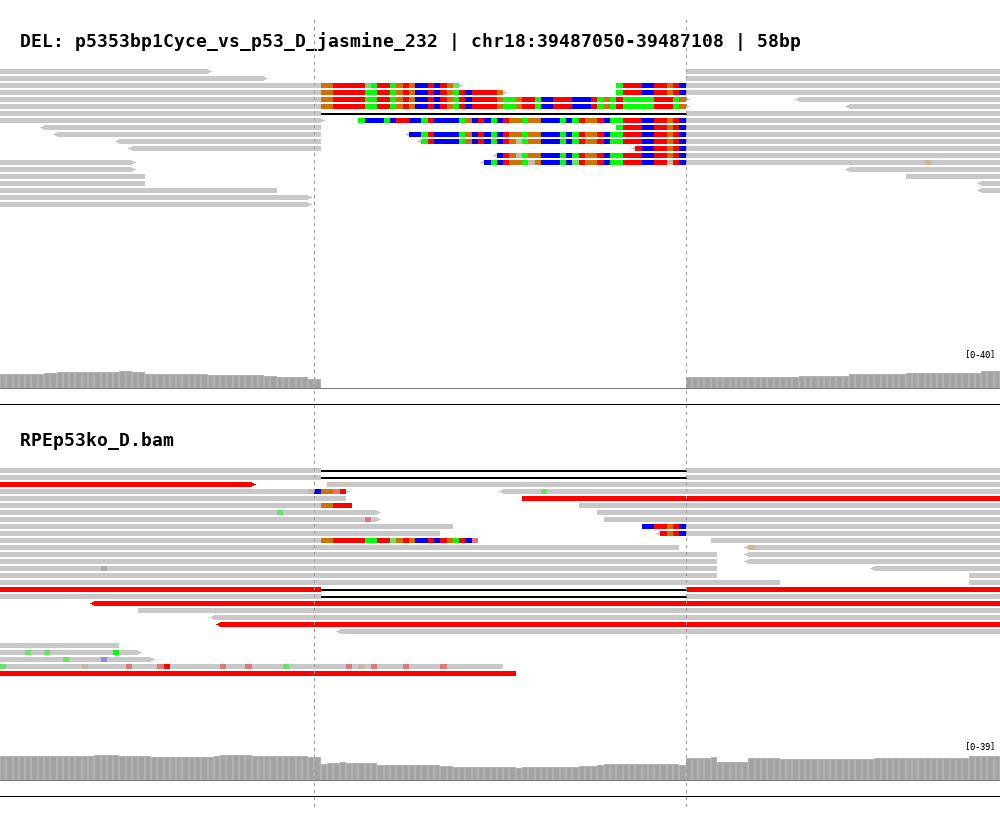 DEL: p5353bp1Cyce_vs_p53_D_jasmine_232 | chr18:39487050-39487108 | 58bp
[0-40]
RPEp53ko_D.bam
[0-39]